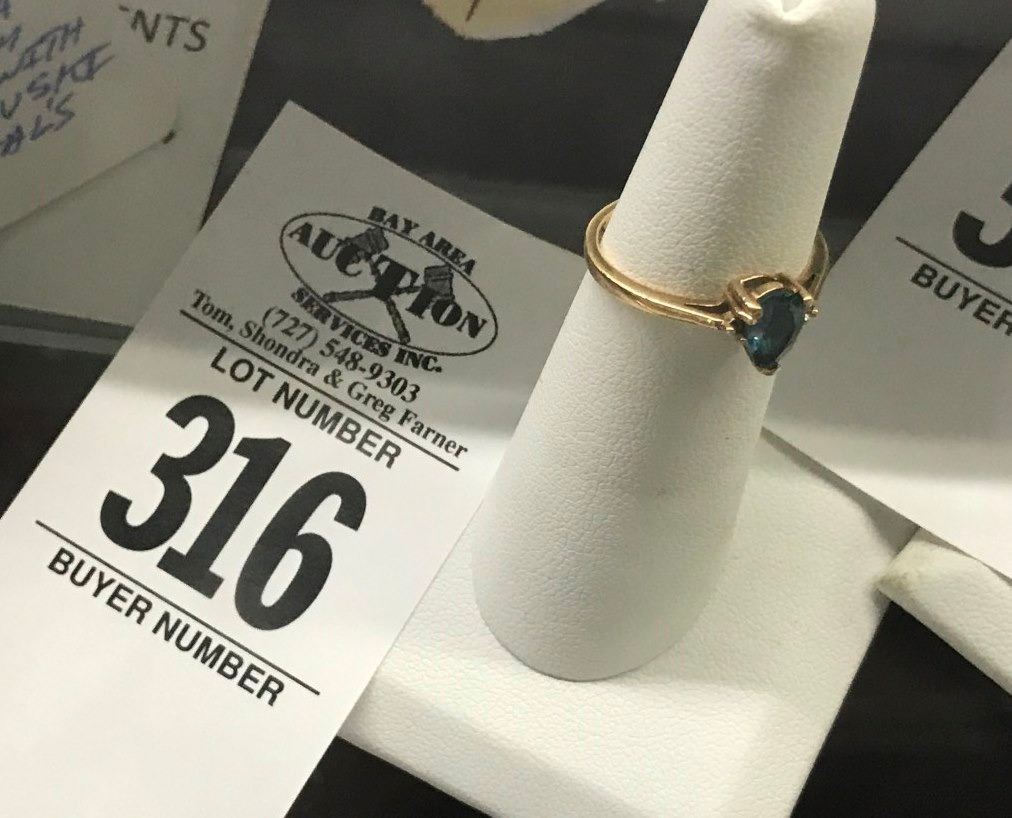 NTS
WITH
BAY AREA
AUCTION
SERVICES INC.
(727) 548-9303
Tom, Shondra & Greg Farner
LOT NUMBER
316
BUYER NUMBER
BUYER